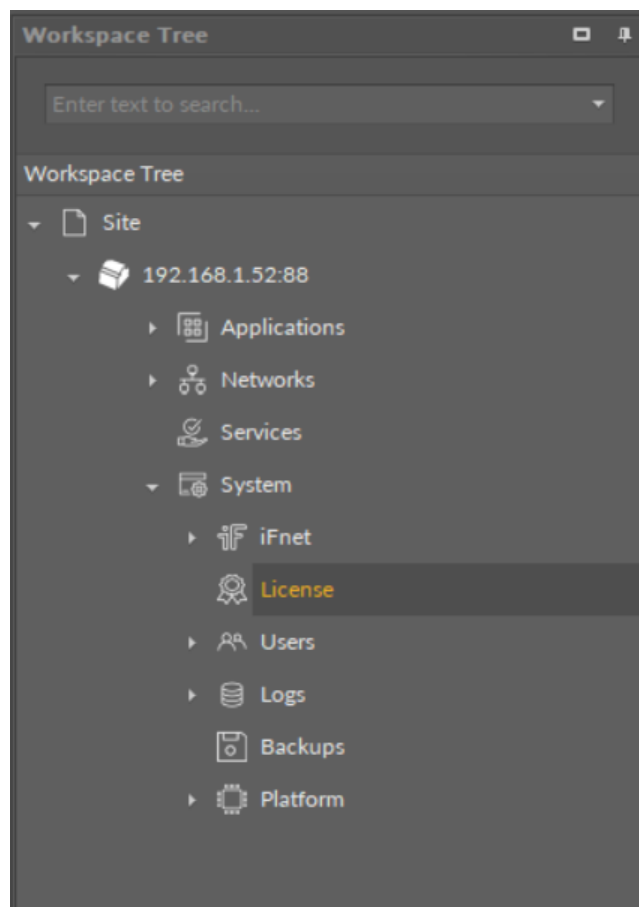 Workspace Tree
Enter text to search...
Workspace Tree
Site
192.168.1.52:88
Applications
Networks
Services
System
iFnet
License
Users
Logs
Backups
Platform